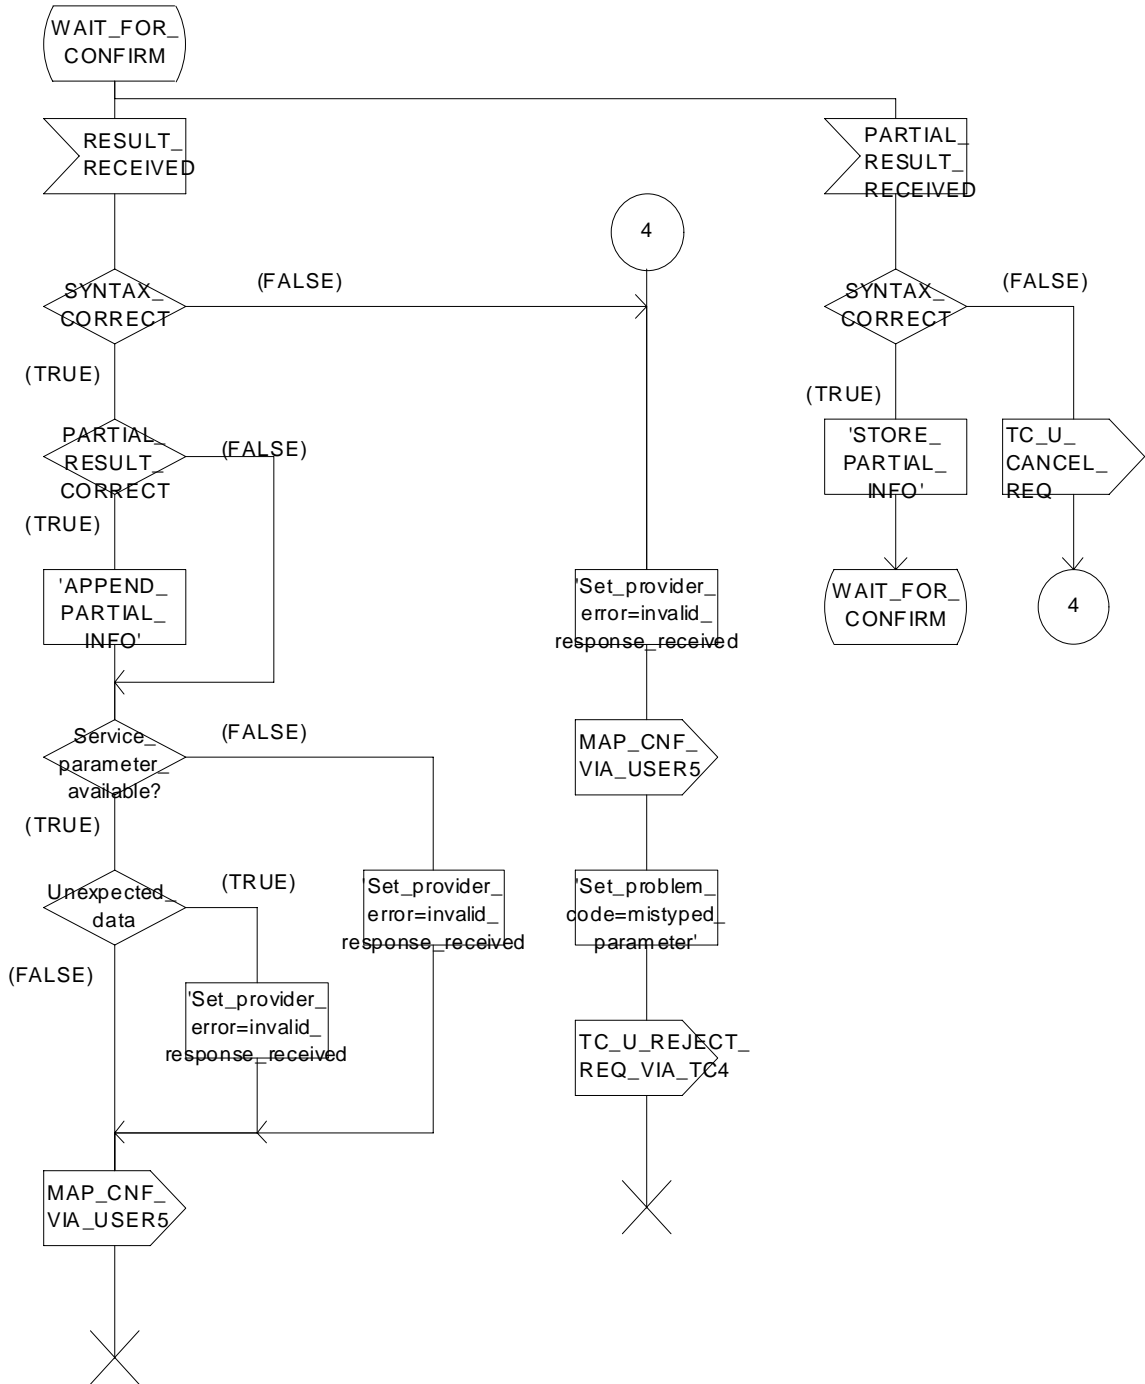 WAIT_FOR_
CONFIRM
RESULT_
RECEIVED
PARTIAL_
RESULT_
RECEIVED
4
(FALSE)
SYNTAX_
CORRECT
(FALSE)
SYNTAX_
CORRECT
(TRUE)
(TRUE)
PARTIAL_
RESULT_
CORRECT
(FALSE)
'STORE_
PARTIAL_
INFO'
TC_U_
CANCEL_
REQ
(TRUE)
'APPEND_
PARTIAL_
INFO'
'Set_provider_
error=invalid_
response_received
WAIT_FOR_
CONFIRM
4
Service_
parameter_
available?
(FALSE)
MAP_CNF_
VIA_USER5
(TRUE)
Unexpected_
data
(TRUE)
'Set_provider_
error=invalid_
response_received
'Set_problem_
code=mistyped_
parameter'
(FALSE)
'Set_provider_
error=invalid_
response_received
TC_U_REJECT_
REQ_VIA_TC4
MAP_CNF_
VIA_USER5